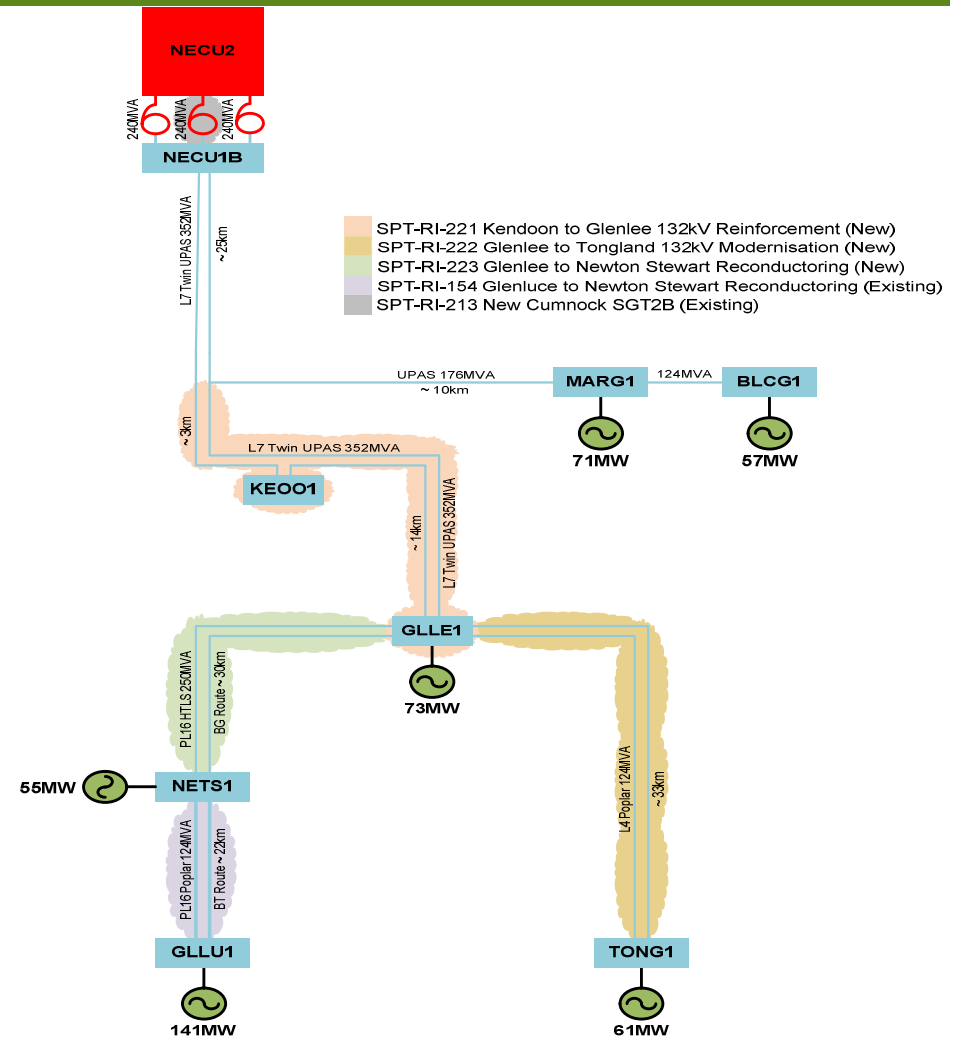 NECU2
240MVA
240MVA
240MVA
NECU1B
L7 Twin UPAS 352MVA
~ 25km
SPT-RI-221 Kendoon to Glenlee 132kV Reinforcement (New)
SPT-RI-222 Glenlee to Tongland 132kV Modernisation (New)
SPT-RI-223 Glenlee to Newton Stewart Reconductoring (New)
SPT-RI-154 Glenluce to Newton Stewart Reconductoring (Existing)
SPT-RI-213 New Cumnock SGT2B (Existing)
UPAS 176MVA
~ 10km
MARG1
124MVA
BLCG1
71MW
57MW
~ 3km
L7 Twin UPAS 352MVA
KEOO1
~ 14km
L7 Twin UPAS 352MVA
GLLE1
73MW
PL16 HTLS 250MVA
BG Route ~ 30km
55MW
NETS1
L4 Poplar 124MVA
~ 33km
PL16 Poplar 124MVA
BT Route ~ 22km
GLLU1
141MW
TONG1
61MW